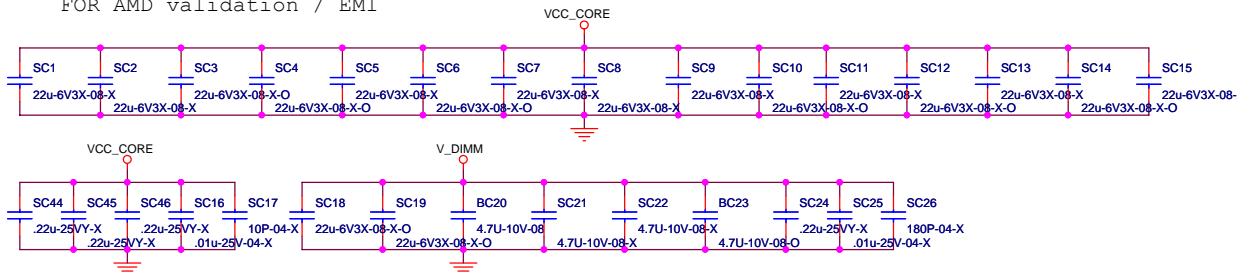 FOR AMD validation / EMI
VCC_CORE
SC1 SC2 SC3 SC4 SC5 SC6 SC7 SC8 SC9 SC10 SC11 SC12 SC13 SC14 SC15
22u-6V3X-08-X 22u-6V3X-08-X-O 22u-6V3X-08-X 22u-6V3X-08-X 22u-6V3X-08-X 22u-6V3X-08-X 22u-6V3X-08-X-O 22u-6V3X-08-
22u-6V3X-08-X 22u-6V3X-08-X-O 22u-6V3X-08-X 22u-6V3X-08-X 22u-6V3X-08-X-O 22u-6V3X-08-X-O 22u-6V3X-08-X-O
VCC_CORE V_DIMM
SC44 SC45 SC46 SC16 SC17 SC18 SC19 BC20 SC21 SC22 BC23 SC24 SC25 SC26
.22u-25VY-X .22u-25VY-X 10P-04-X 22u-6V3X-08-X-O 4.7U-10V-08 4.7U-10V-08-X .22u-25VY-X 180P-04-X
.22u-25VY-X .01u-25V-04-X 22u-6V3X-08-X-O 4.7U-10V-08-X 4.7U-10V-08-O .01u-25V-04-X